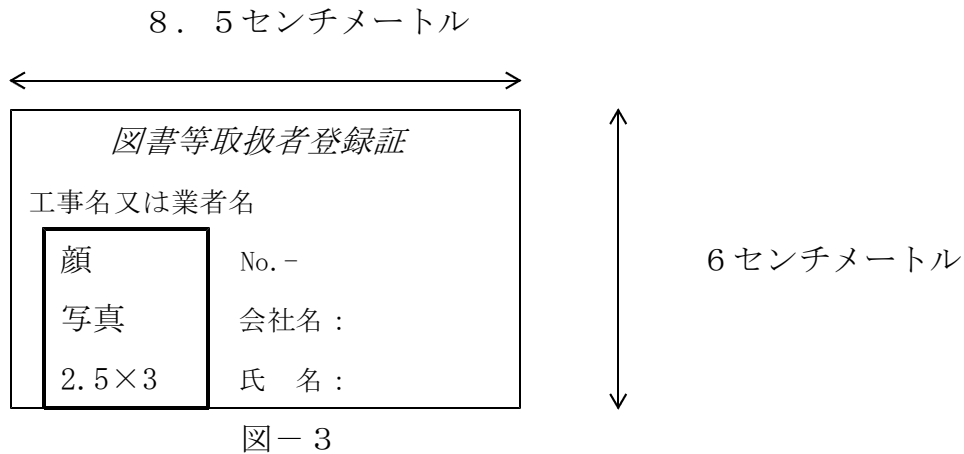 ８．５センチメートル
図書等取扱者登録証
工事名又は業者名
顔
写真
2.5×3
No.-
会社名：
氏　名：
６センチメートル
図－３